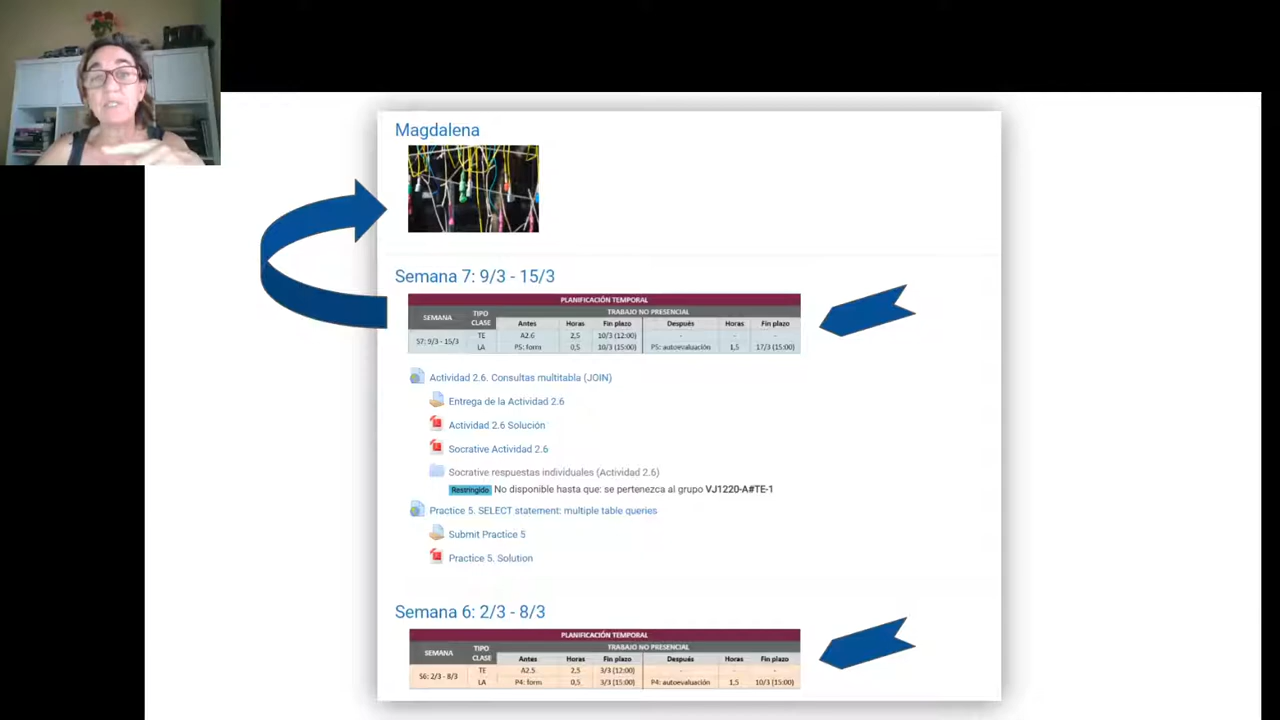 Magdalena
Semana 7: 9/3 - 15/3
PLANIFICACIÓN TEMPORAL
SEMANA TIPO CLASE TRABAJO NO PRESENCIAL
Antes Horas Fin plazo Después Horas Fin plazo
S7: 9/3 - 15/3 TE A2.6 2,5 10/3 (12:00) - - -
LA P5: form 0,5 10/3 (15:00) P5: autoevaluación 1,5 17/3 (15:00)
Actividad 2.6. Consultas multitabla (JOIN)
Entrega de la Actividad 2.6
Actividad 2.6 Solución
Socrative Actividad 2.6
Socrative respuestas individuales (Actividad 2.6)
Restringido No disponible hasta que: se pertenezca al grupo VJ1220-A#TE-1
Practice 5. SELECT statement: multiple table queries
Submit Practice 5
Practice 5. Solution
Semana 6: 2/3 - 8/3
PLANIFICACIÓN TEMPORAL
SEMANA TIPO CLASE TRABAJO NO PRESENCIAL
Antes Horas Fin plazo Después Horas Fin plazo
S6: 2/3 - 8/3 TE A2.5 2,5 3/3 (12:00) - - -
LA P4: form 0,5 3/3 (15:00) P4: autoevaluación 1,5 10/3 (15:00)